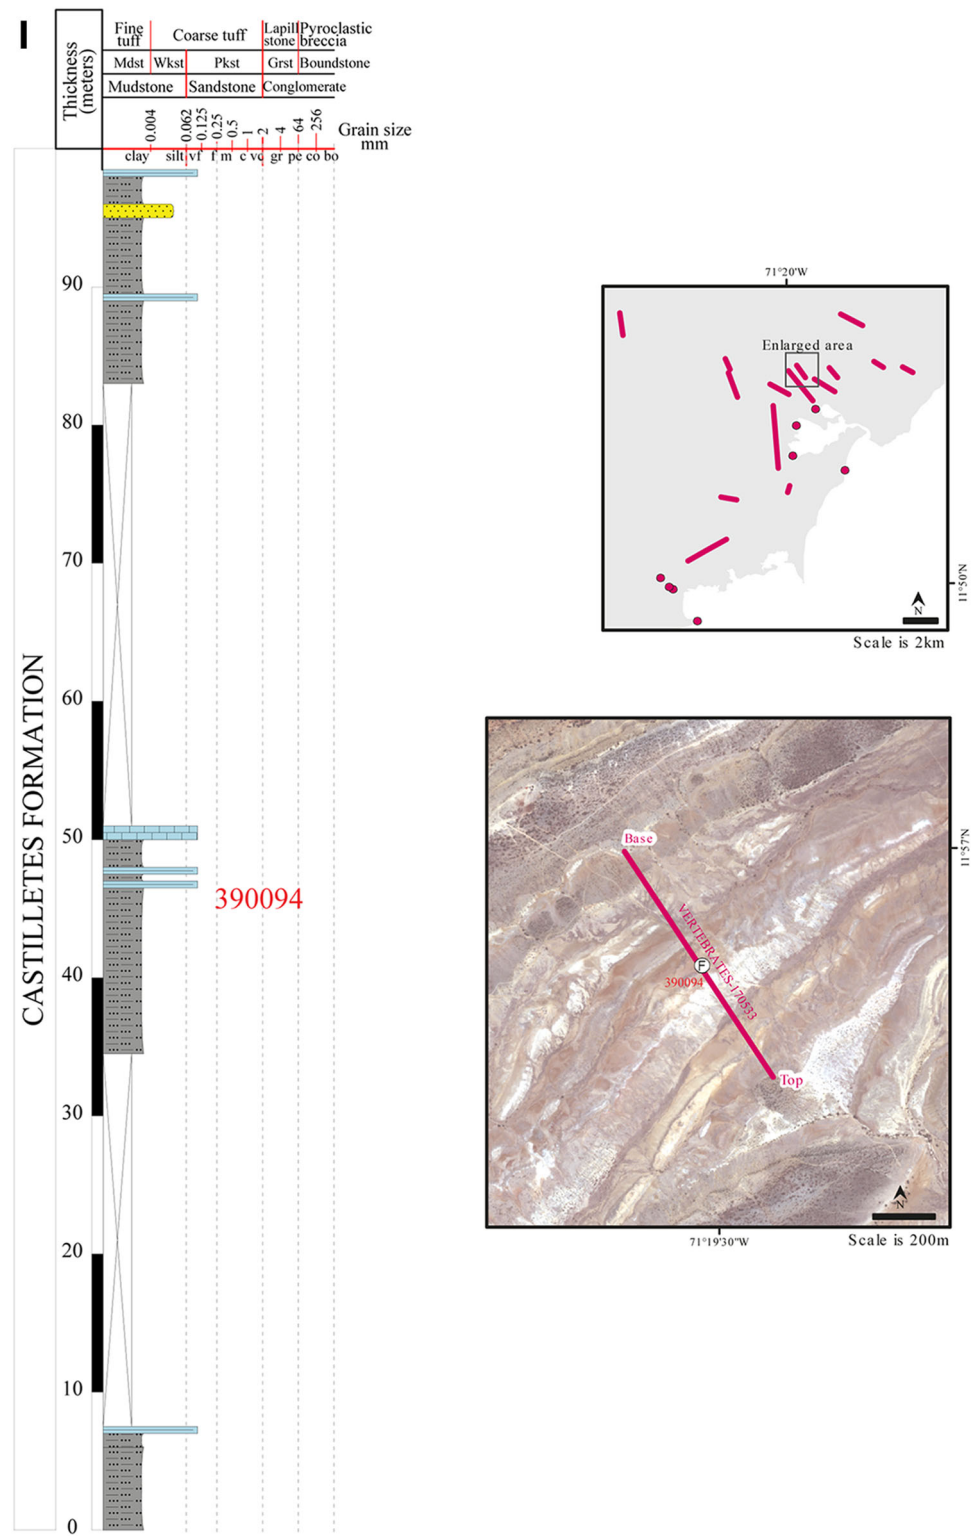 I
Thickness
(meters)
Fine
tuff
Coarse tuff
Lapill
stone
Pyroclastic
breccia
Mdst
Wkst
Pkst
Grst
Boundstone
Mudstone
Sandstone
Conglomerate
0.004
0.062
0.125
0.25
0.5
1
2
4
64
256
Grain size
mm
clay
silt
vf
f
m
c
vc
gr
pe
co
bo
90
80
70
60
50
40
30
20
10
0
CASTILLETES FORMATION
390094
71°20'W
Enlarged area
11°50'N
N
Scale is 2km
Base
VERTEBRATES-170533
F
390094
Top
11°57'N
N
71°19'30"W
Scale is 200m